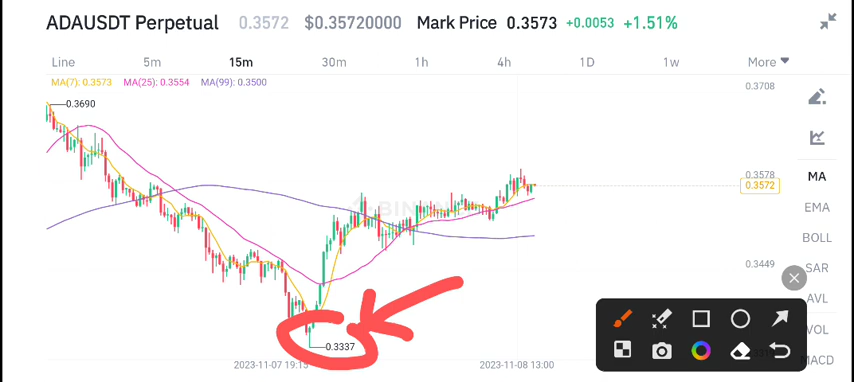 ADAUSDT Perpetual 0.3572 $0.35720000 Mark Price 0.3573 +0.0053 +1.51%
Line 5m 15m 30m 1h 4h 1D 1w More
MA(7): 0.3573 MA(25): 0.3554 MA(99): 0.3500
0.3708
0.3690
MA
0.3578
0.3572
EMA
BOLL
0.3449
SAR
AVL
VOL
0.3337
MACD
2023-11-07 19:15 2023-11-08 13:00